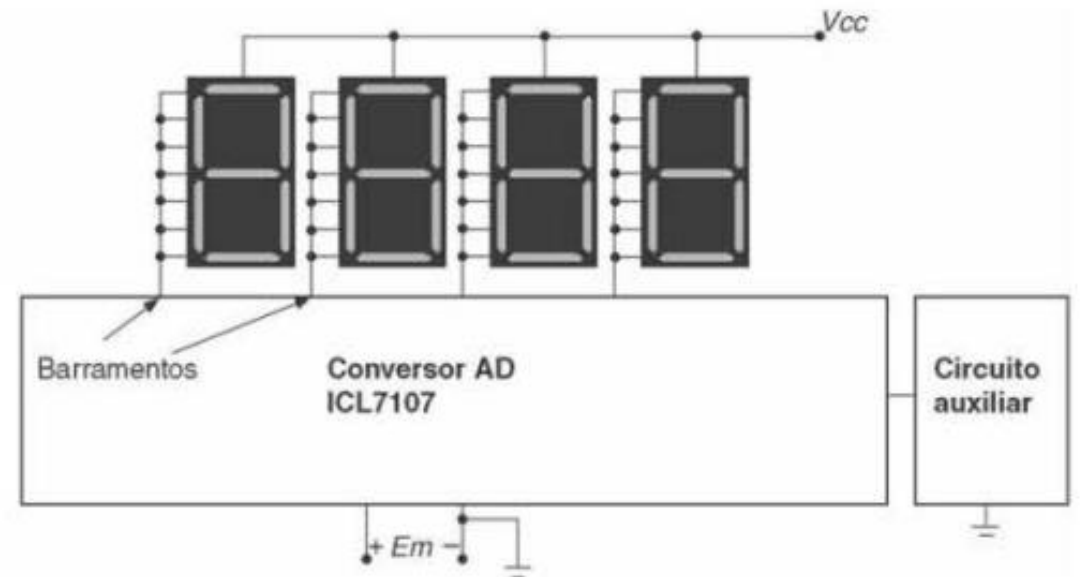 Vcc
Barramentos
Conversor AD
ICL7107
Circuito
auxiliar
+ Em −